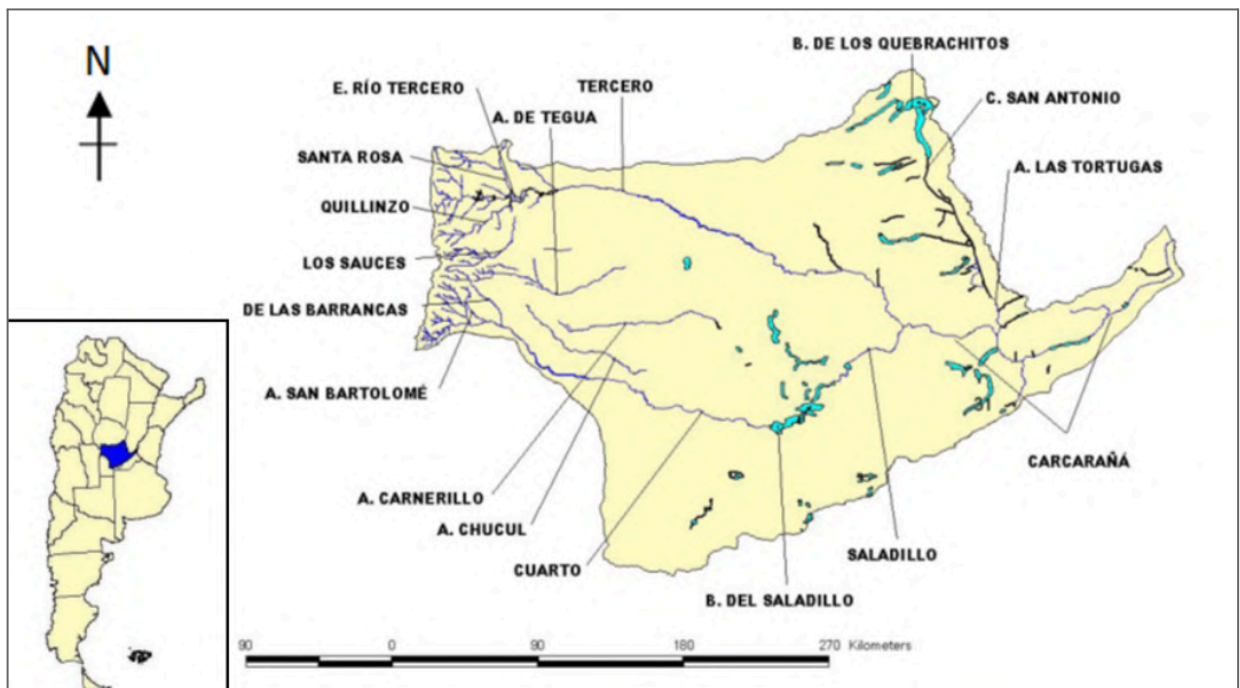 N
B. DE LOS QUEBRACHITOS
E. RÍO TERCERO
TERCERO
C. SAN ANTONIO
A. DE TEGUA
SANTA ROSA
A. LAS TORTUGAS
QUILLINZO
LOS SAUCES
DE LAS BARRANCAS
A. SAN BARTOLOMÉ
CARCARAÑÁ
A. CARNERILLO
A. CHUCUL
SALADILLO
CUARTO
B. DEL SALADILLO
90 0 90 180 270 Kilometers